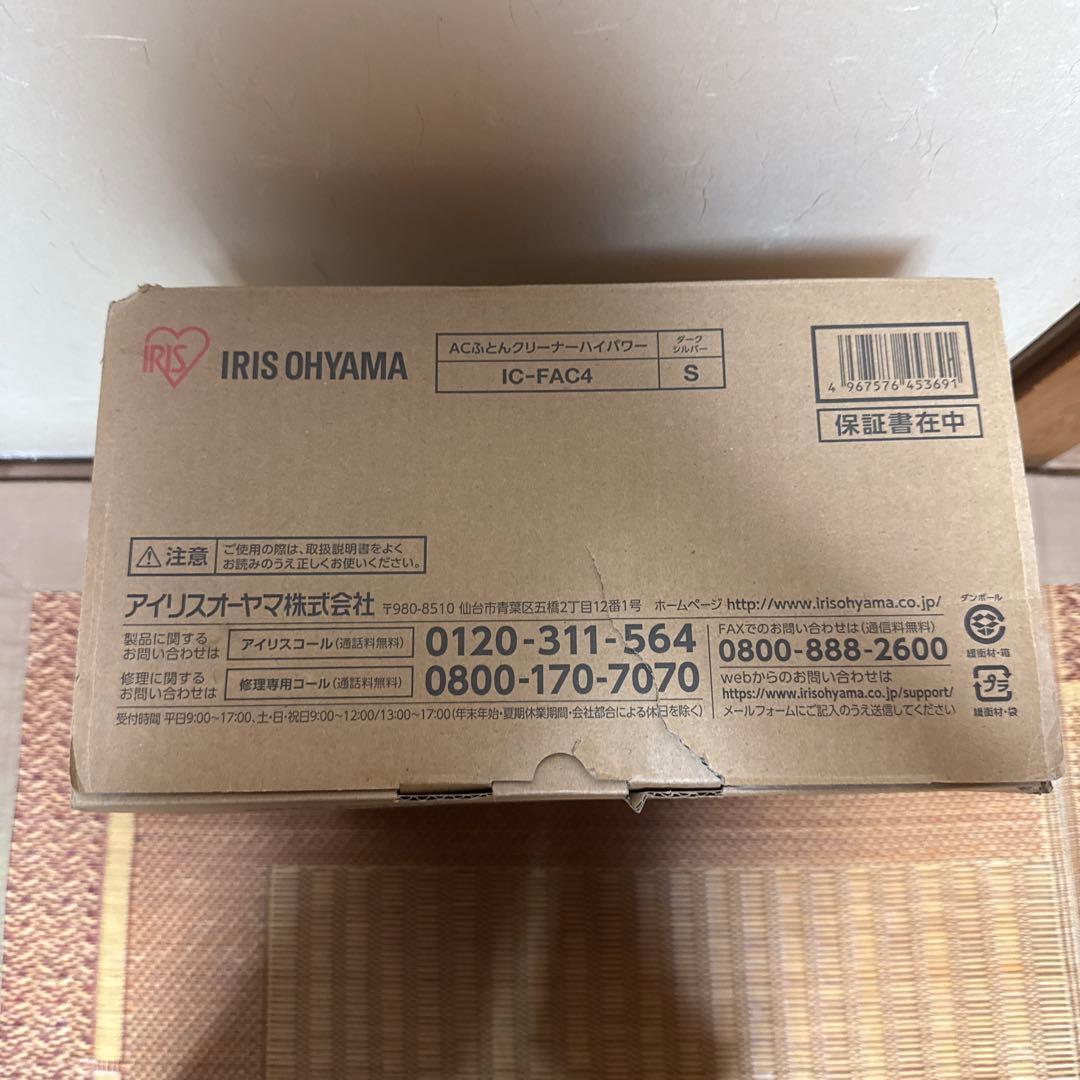 IRIS
IRIS OHYAMA
ACふとんクリーナーハイパワー
IC-FAC4
ダーク
シルバー
S
4 967576 453691
保証書在中
注意
ご使用の際は、取扱説明書をよく
お読みのうえ正しくお使いください。
アイリスオーヤマ株式会社 〒980-8510 仙台市青葉区五橋2丁目12番1号 ホームページ http://www.irisohyama.co.jp/
製品に関する
お問い合わせは
アイリスコール(通話料無料)
0120-311-564
修理に関する
お問い合わせは
修理専用コール(通話料無料)
0800-170-7070
受付時間 平日9:00~17:00、土・日・祝日9:00~12:00/13:00~17:00(年末年始・夏期休業期間・会社都合による休日を除く)
FAXでのお問い合わせは(通信料無料)
0800-888-2600
webからのお問い合わせは
https://www.irisohyama.co.jp/support/
メールフォームにご記入のうえ送信してください
ダンボール
緩衝材・箱
プラ
緩衝材・袋